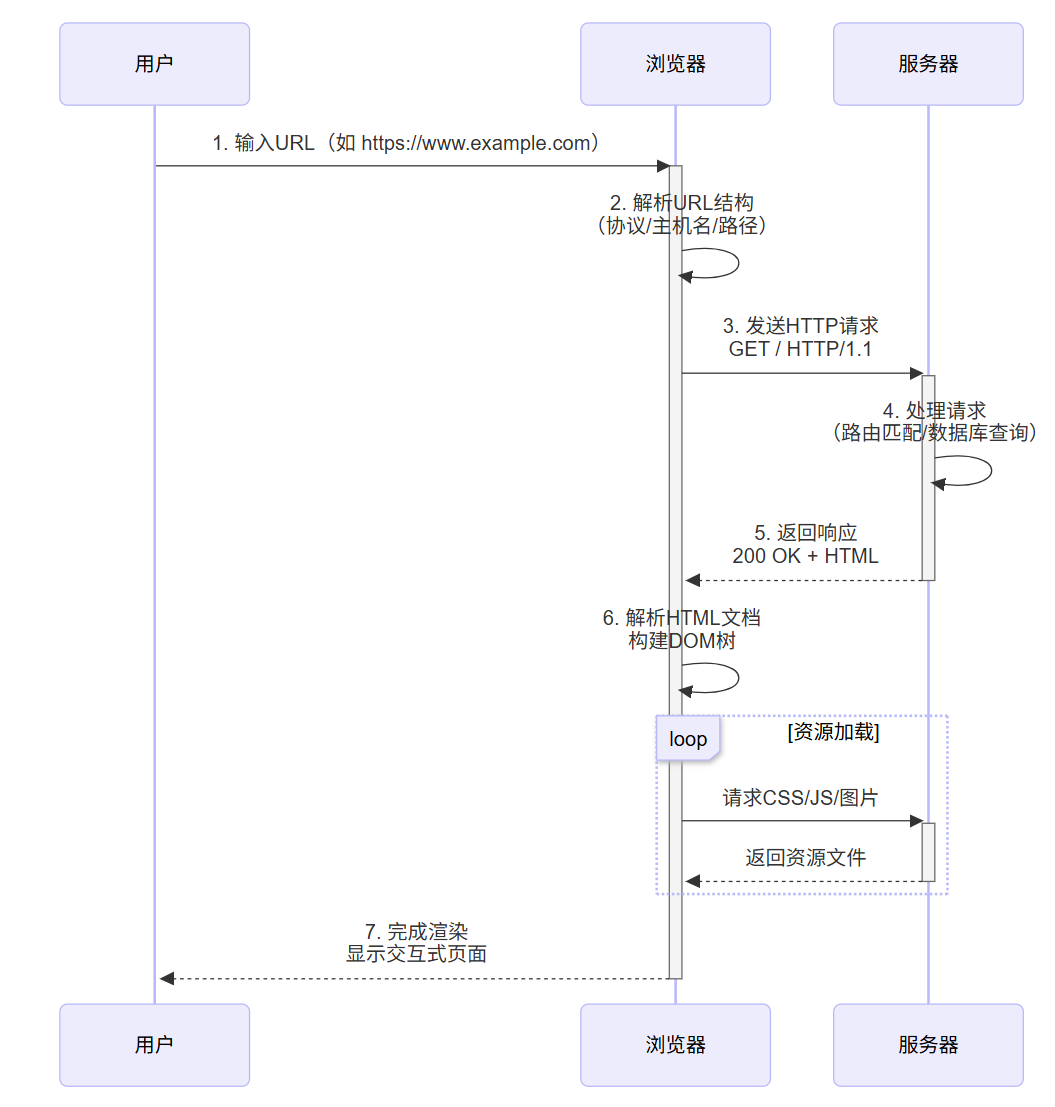 用户
浏览器
服务器
1. 输入URL（如 https://www.example.com）
2. 解析URL结构
（协议/主机名/路径）
3. 发送HTTP请求
GET / HTTP/1.1
4. 处理请求
（路由匹配/数据库查询）
5. 返回响应
200 OK + HTML
6. 解析HTML文档
构建DOM树
loop
[资源加载]
请求CSS/JS/图片
返回资源文件
7. 完成渲染
显示交互式页面
用户
浏览器
服务器